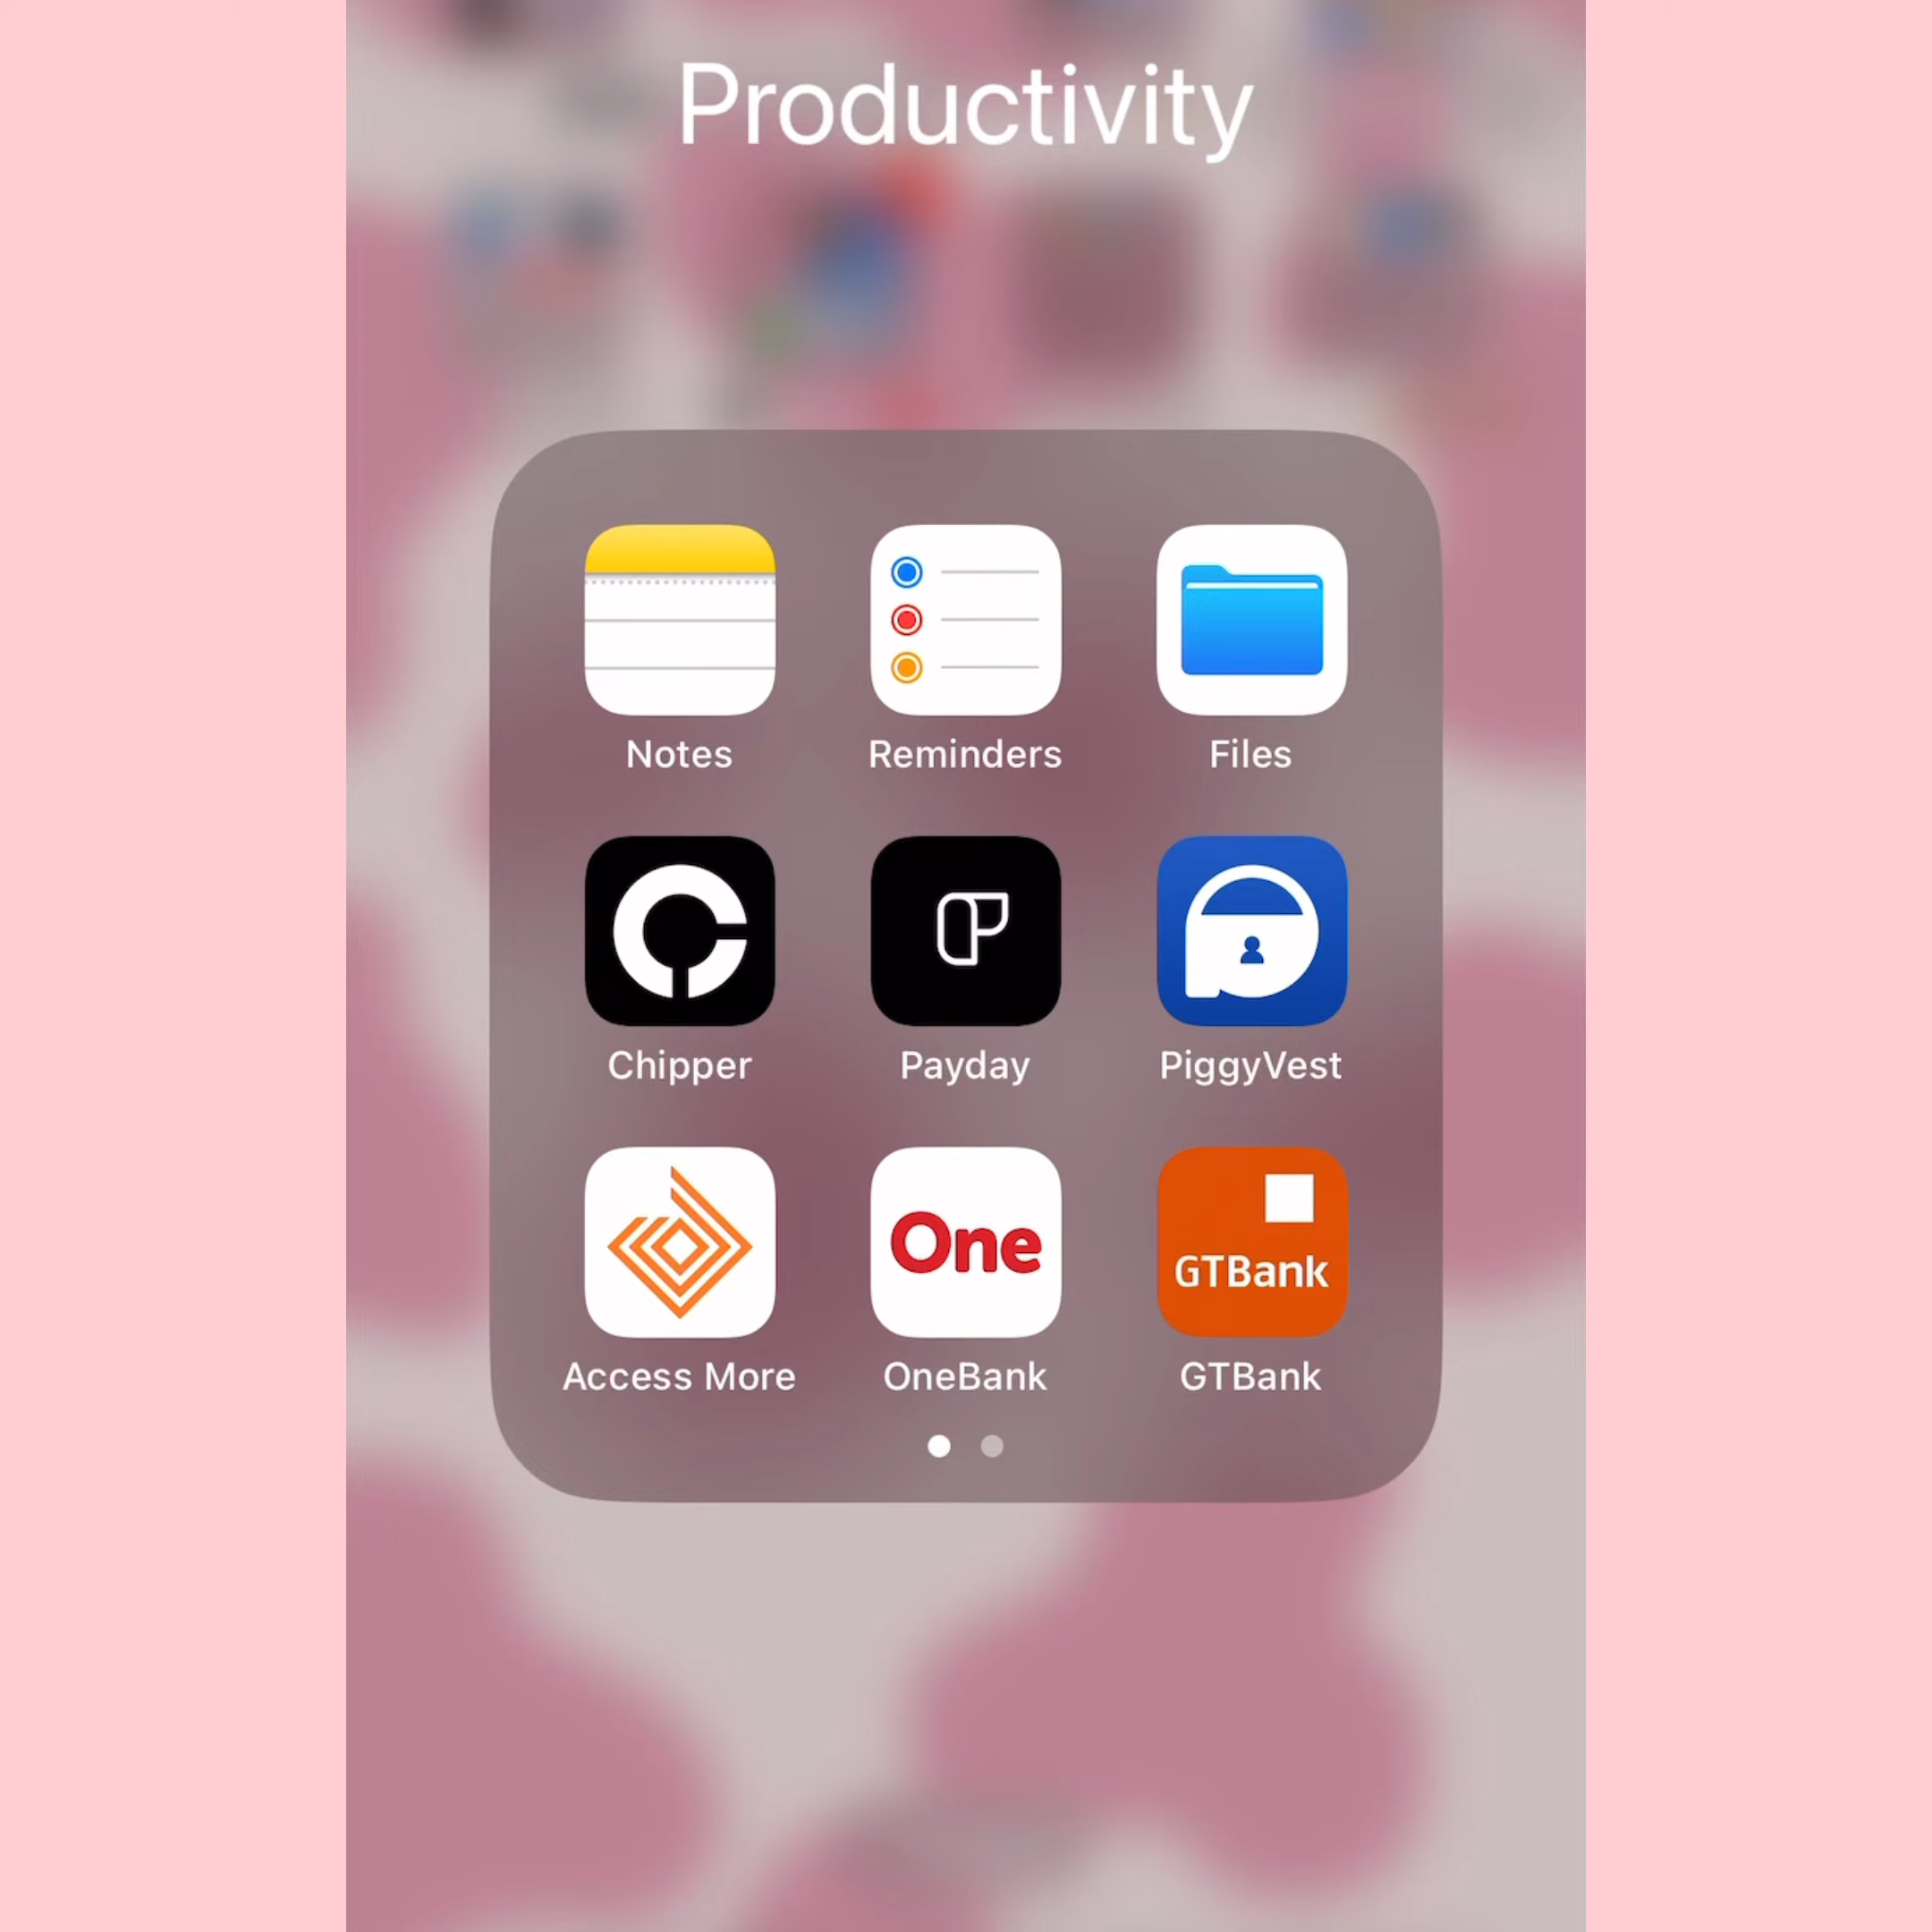 Productivity
Notes Reminders Files
Chipper Payday PiggyVest
One
GTBank
Access More OneBank GTBank